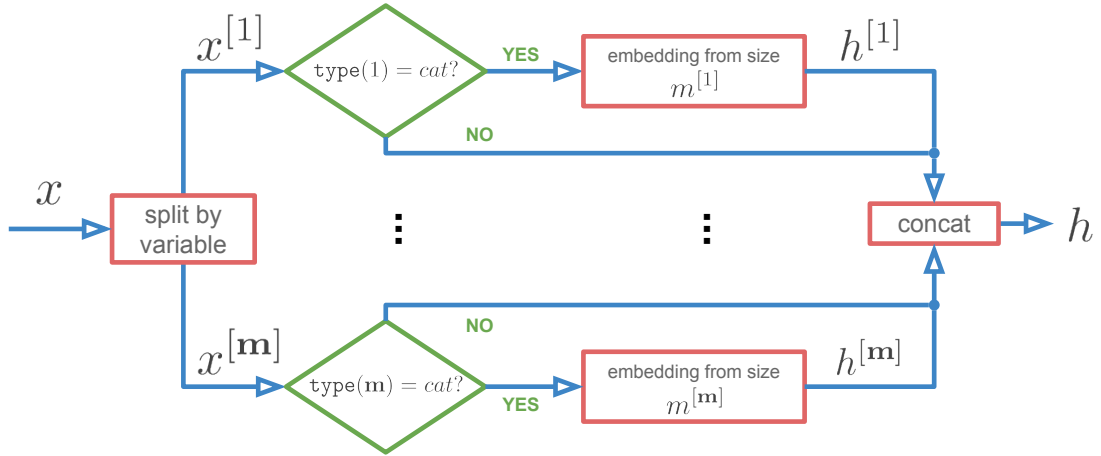 x^{[1]}
type(1) = cat?
YES
embedding from size
m^{[1]}
h^{[1]}
NO
x
split by
variable
⋮
⋮
concat
h
NO
x^{[𝐦]}
type(𝐦) = cat?
YES
embedding from size
m^{[𝐦]}
h^{[𝐦]}